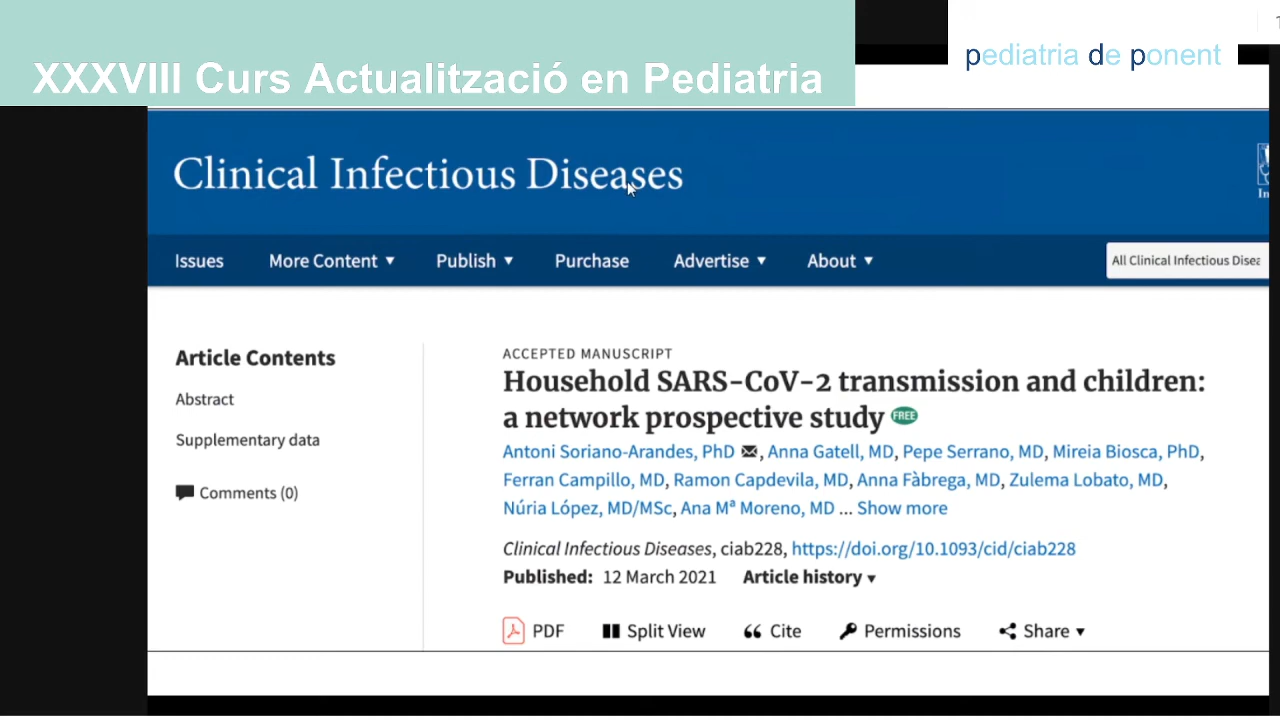 XXXVIII Curs Actualització en Pediatria
pediatria de ponent
Clinical Infectious Diseases
Issues
More Content ▼
Publish ▼
Purchase
Advertise ▼
About ▼
All Clinical Infectious
Article Contents
Abstract
Supplementary data
Comments (0)
ACCEPTED MANUSCRIPT
Household SARS-CoV-2 transmission and children:
a network prospective study FREE
Antoni Soriano-Arandes, PhD ✉, Anna Gatell, MD, Pepe Serrano, MD, Mireia Biosca, PhD,
Ferran Campillo, MD, Ramon Capdevila, MD, Anna Fàbrega, MD, Zulema Lobato, MD,
Núria López, MD/MSc, Ana Mª Moreno, MD ... Show more
Clinical Infectious Diseases, ciab228, https://doi.org/10.1093/cid/ciab228
Published: 12 March 2021 Article history ▾
PDF
Split View
Cite
Permissions
Share ▾